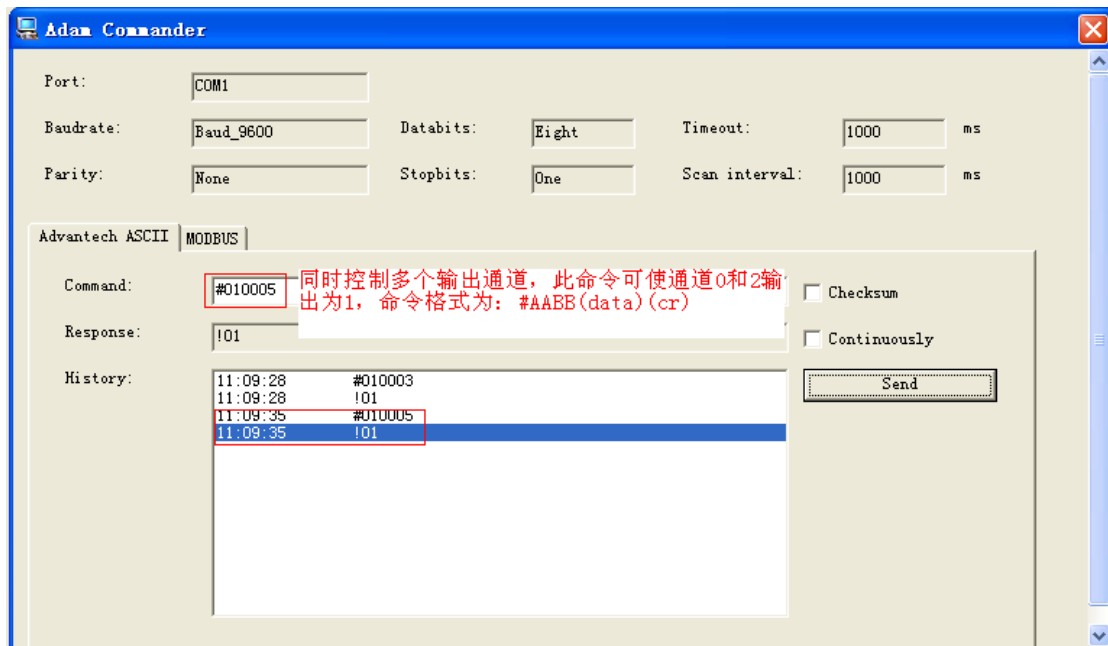 Adam Commander
Port: COM1
Baudrate: Baud_9600 Databits: Eight Timeout: 1000 ms
Parity: None Stopbits: One Scan interval: 1000 ms
Advantech ASCII MODBUS
Command: #010005 同时控制多个输出通道，此命令可使通道0和2输 Checksum
出为1，命令格式为：#AABB(data)(cr)
Response: !01 Continuously
History: Send
11:09:28 #010003
11:09:28 !01
11:09:35 #010005
11:09:35 !01